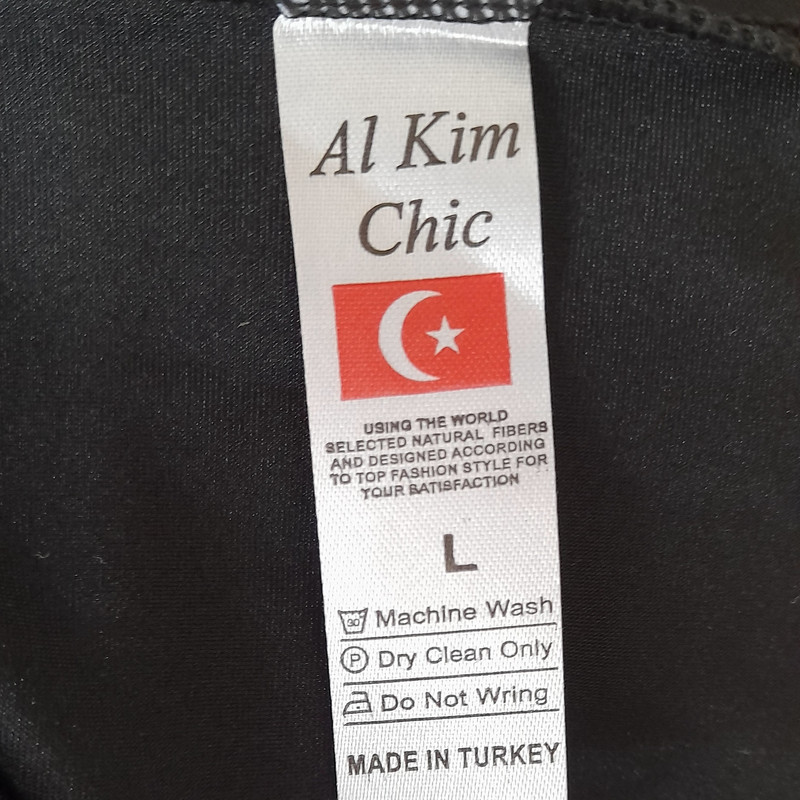 Al Kim
Chic
USING THE WORLD
SELECTED NATURAL FIBERS
AND DESIGNED ACCORDING
TO TOP FASHION STYLE FOR
YOUR BATISFACTION
L
30 Machine Wash
P Dry Clean Only
Do Not Wring
MADE IN TURKEY